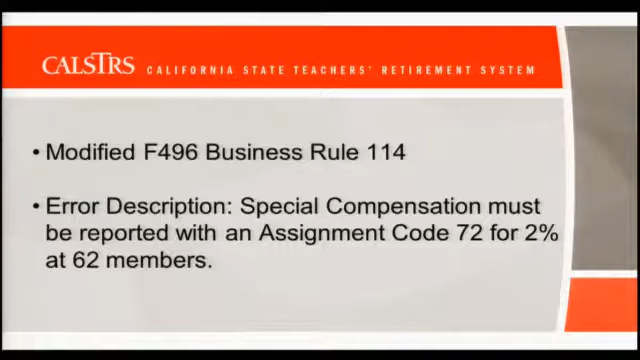 CALSTRS CALIFORNIA STATE TEACHERS' RETIREMENT SYSTEM
• Modified F496 Business Rule 114
• Error Description: Special Compensation must
be reported with an Assignment Code 72 for 2%
at 62 members.